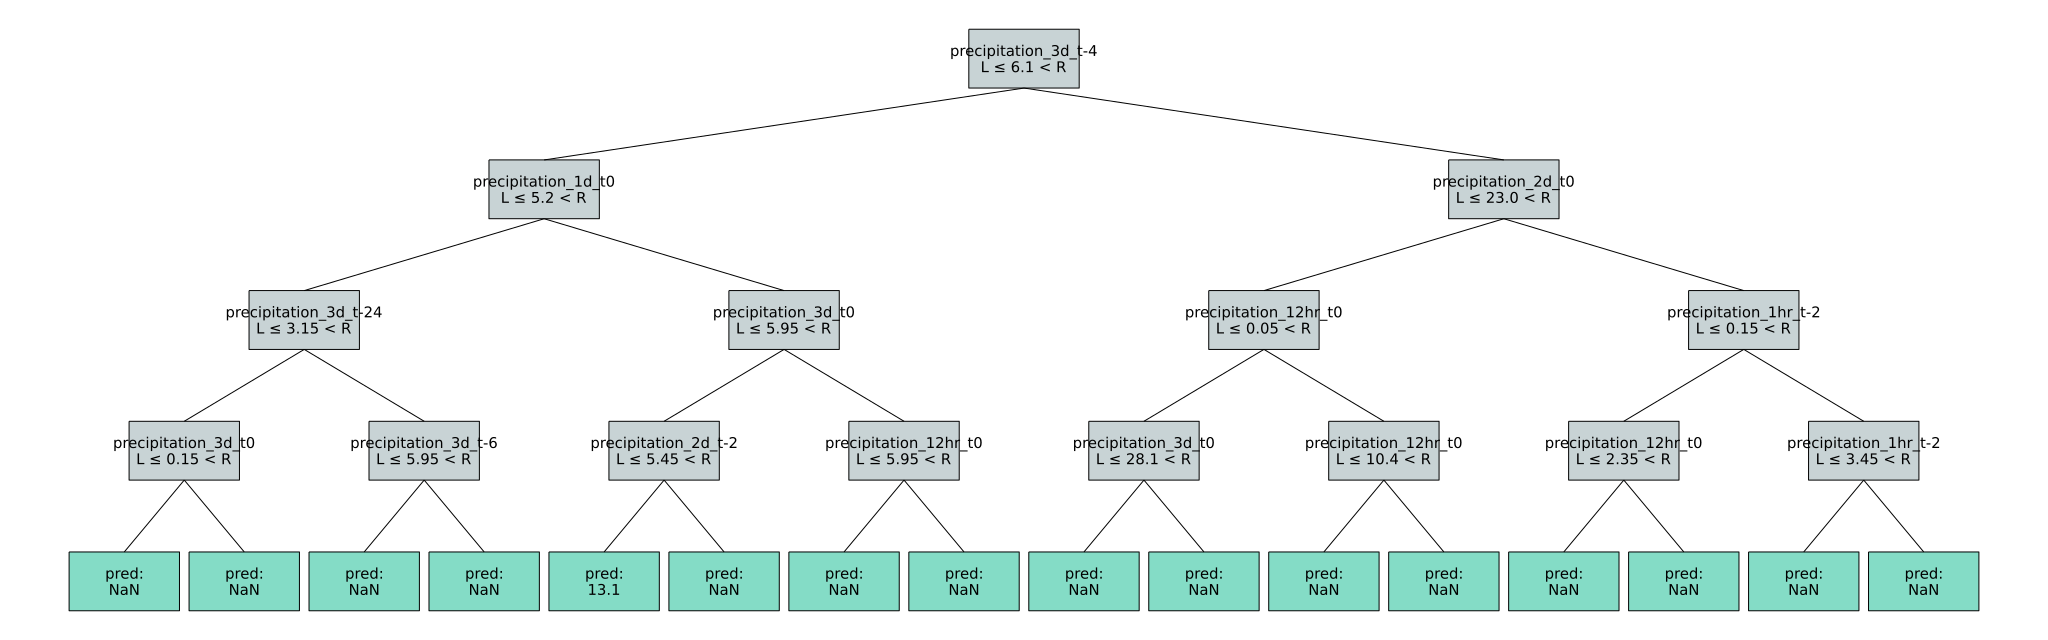 precipitation_3d_t-4
L ≤ 6.1 < R
precipitation_1d_t0
L ≤ 5.2 < R
precipitation_2d_t0
L ≤ 23.0 < R
precipitation_3d_t-24
L ≤ 3.15 < R
precipitation_3d_t0
L ≤ 5.95 < R
precipitation_12hr_t0
L ≤ 0.05 < R
precipitation_1hr_t-2
L ≤ 0.15 < R
precipitation_3d_t0
L ≤ 0.15 < R
precipitation_3d_t-6
L ≤ 5.95 < R
precipitation_2d_t-2
L ≤ 5.45 < R
precipitation_12hr_t0
L ≤ 5.95 < R
precipitation_3d_t0
L ≤ 28.1 < R
precipitation_12hr_t0
L ≤ 10.4 < R
precipitation_12hr_t0
L ≤ 2.35 < R
precipitation_1hr_t-2
L ≤ 3.45 < R
pred:
NaN
pred:
NaN
pred:
NaN
pred:
NaN
pred:
13.1
pred:
NaN
pred:
NaN
pred:
NaN
pred:
NaN
pred:
NaN
pred:
NaN
pred:
NaN
pred:
NaN
pred:
NaN
pred:
NaN
pred:
NaN